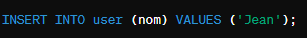 INSERT INTO user (nom) VALUES ('Jean');